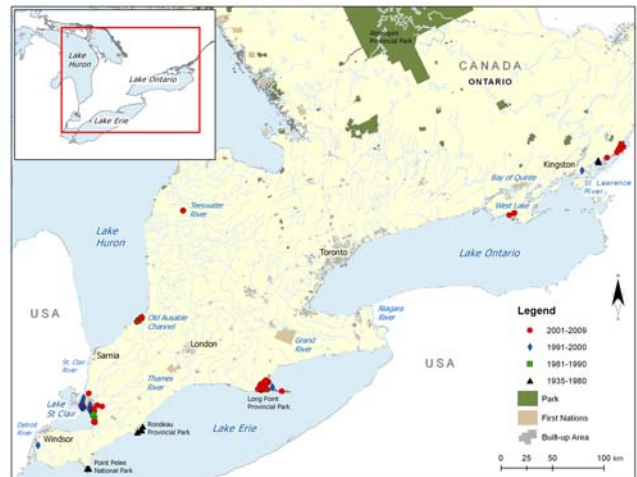 Lake
Huron
Lake Ontario
Lake Erie
Algonquin
Provincial Park
CANADA
ONTARIO
Kingston
Bay of Quinte
St. Lawrence
River
West Lake
Teeswater
River
Lake
Huron
Toronto
Lake Ontario
USA
Old Ausable
Channel
Niagara
River
Grand
River
London
Sarnia
St. Clair
River
Thames
River
USA
Long Point
Provincial Park
Lake
St Clair
Detroit
River
Windsor
Rondeau
Provincial Park
Lake Erie
Point Pelee
National Park
N
Legend
2001-2009
1991-2000
1981-1990
1935-1980
Park
First Nations
Built-up Area
0 25 50 100 km